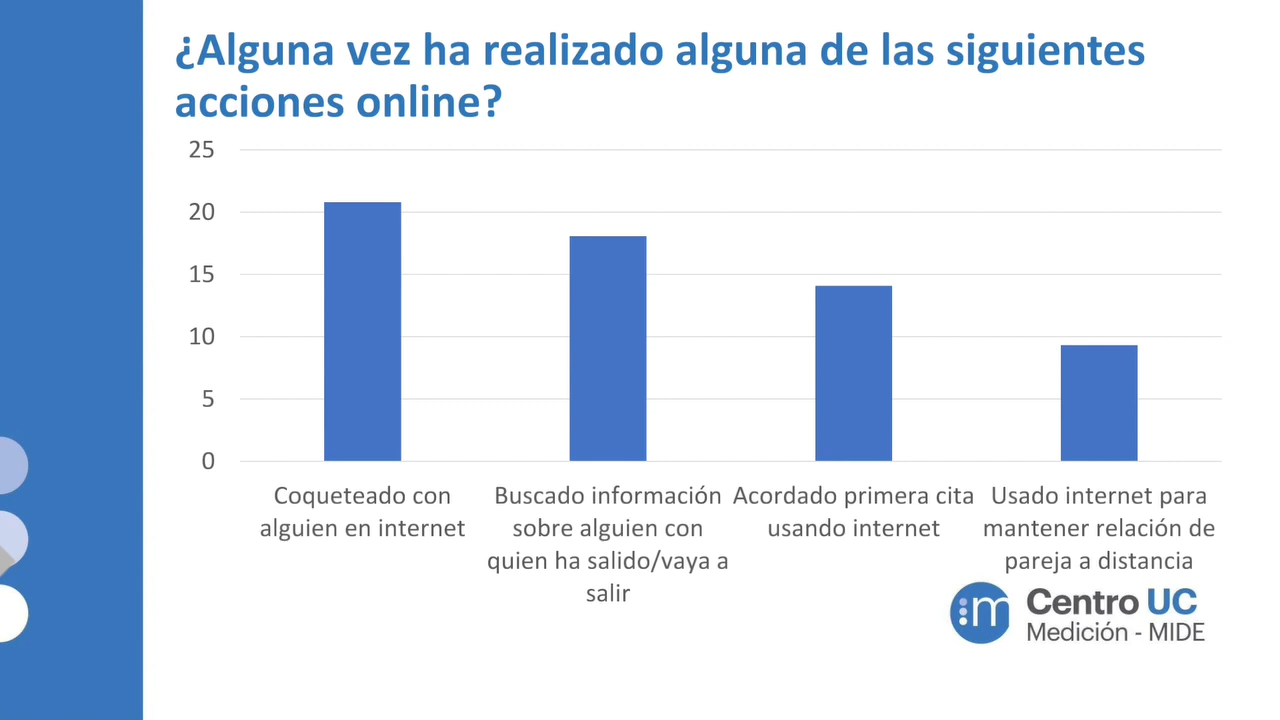 ¿Alguna vez ha realizado alguna de las siguientes
acciones online?
25
20
15
10
5
0
Coqueteado con
alguien en internet
Buscado información
sobre alguien con
quien ha salido/vaya a
salir
Acordado primera cita
usando internet
Usado internet para
mantener relación de
pareja a distancia
m
Centro UC
Medición - MIDE